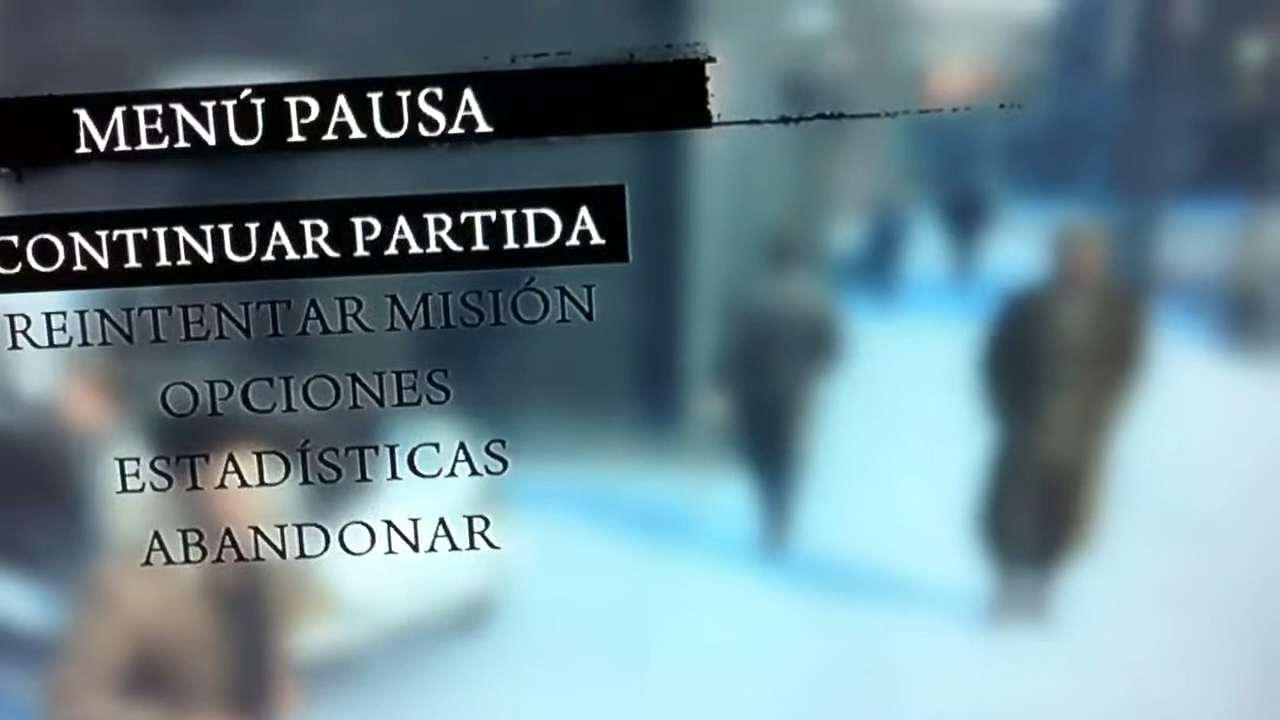 MENÚ PAUSA
CONTINUAR PARTIDA
REINTENTAR MISIÓN
OPCIONES
ESTADÍSTICAS
ABANDONAR